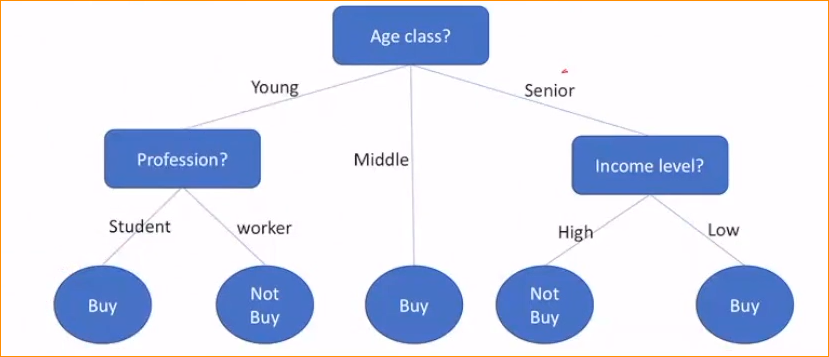 Age class?
Young
Senior
Profession?
Middle
Income level?
Student
worker
High
Low
Buy
Not
Buy
Buy
Not
Buy
Buy